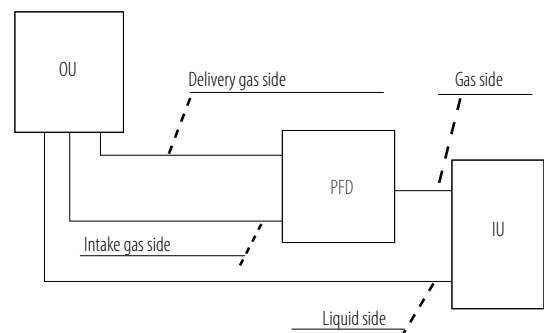 OU
Delivery gas side
Gas side
PFD
IU
Intake gas side
Liquid side